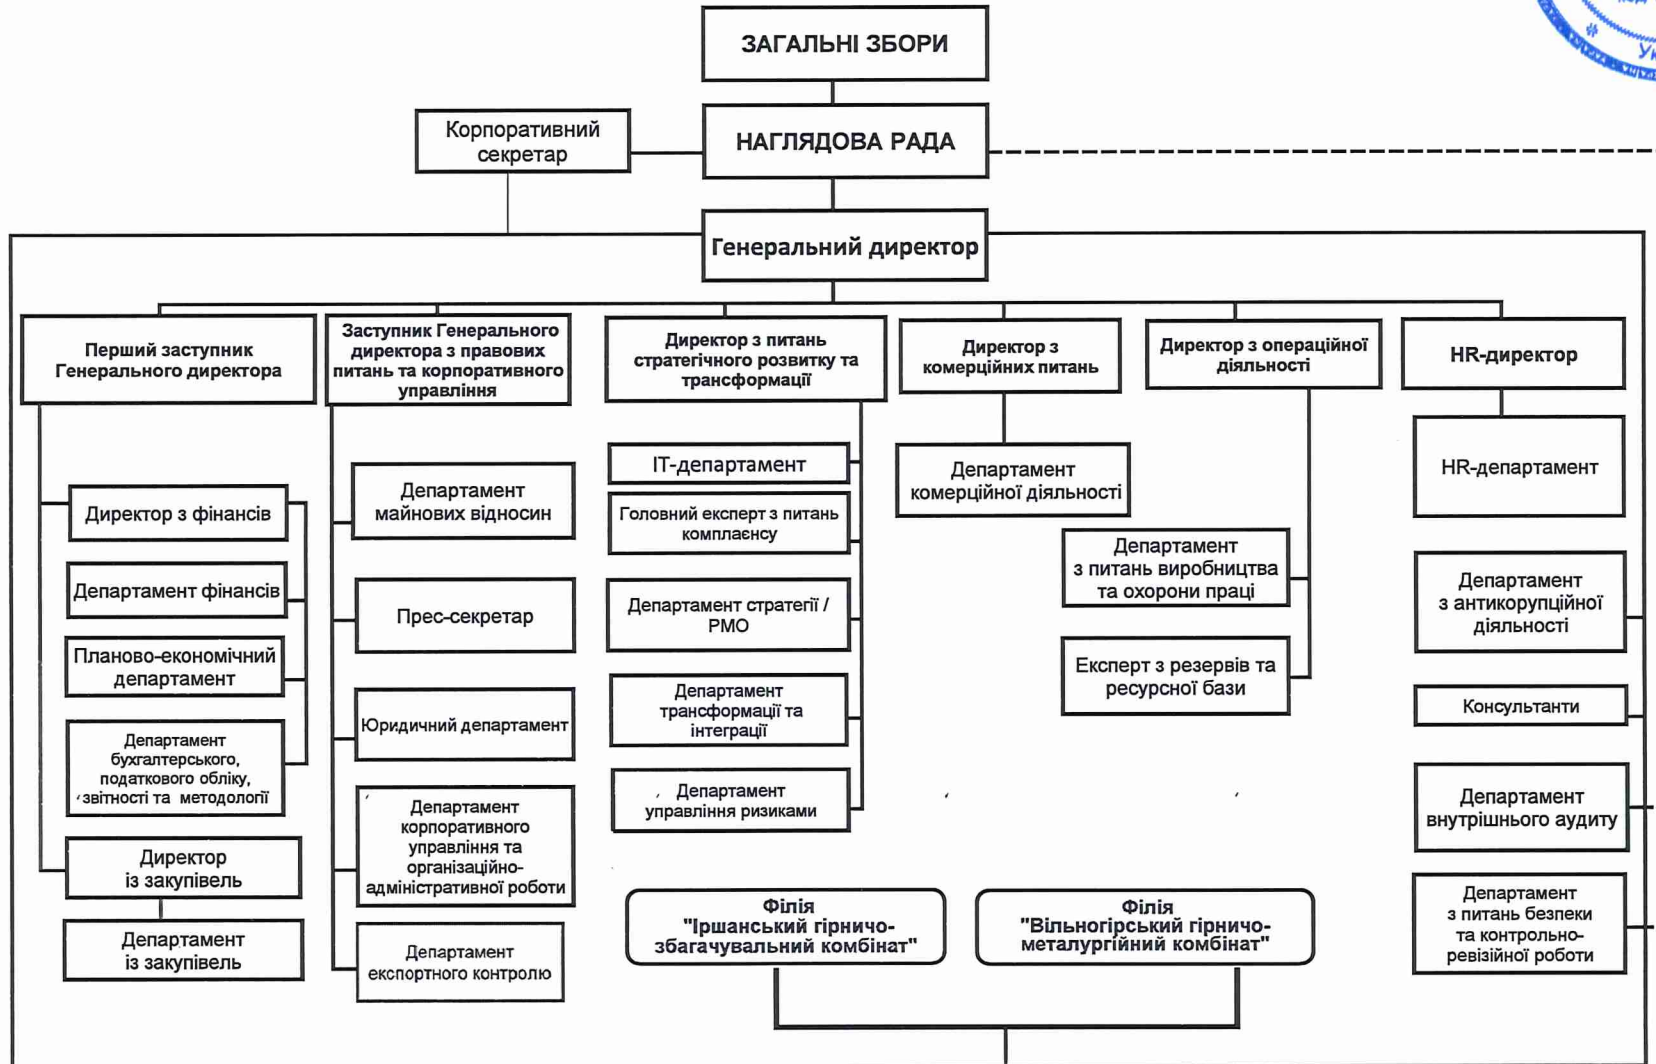 ЗАГАЛЬНІ ЗБОРИ
Корпоративний
секретар
НАГЛЯДОВА РАДА
Генеральний директор
Перший заступник
Генерального директора
Заступник Генерального
директора з правових
питань та корпоративного
управління
Директор з питань
стратегічного розвитку та
трансформації
Директор з
комерційних питань
Директор з операційної
діяльності
HR-директор
Директор з фінансів
Департамент фінансів
Планово-економічний
департамент
Департамент
бухгалтерського,
податкового обліку,
звітності та методології
Директор
із закупівель
Департамент
із закупівель
Департамент
майнових відносин
Прес-секретар
Юридичний департамент
Департамент
корпоративного
управління та
організаційно-
адміністративної роботи
Департамент
експортного контролю
ІТ-департамент
Головний експерт з питань
комплаєнсу
Департамент стратегії /
РМО
Департамент
трансформації та
інтеграції
Департамент
управління ризиками
Департамент
комерційної діяльності
Департамент
з питань виробництва
та охорони праці
Експерт з резервів та
ресурсної бази
HR-департамент
Департамент
з антикорупційної
діяльності
Консультанти
Департамент
внутрішнього аудиту
Департамент
з питань безпеки
та контрольно-
ревізійної роботи
Філія
"Іршанський гірничо-
збагачувальний комбінат"
Філія
"Вільногірський гірничо-
металургійний комбінат"